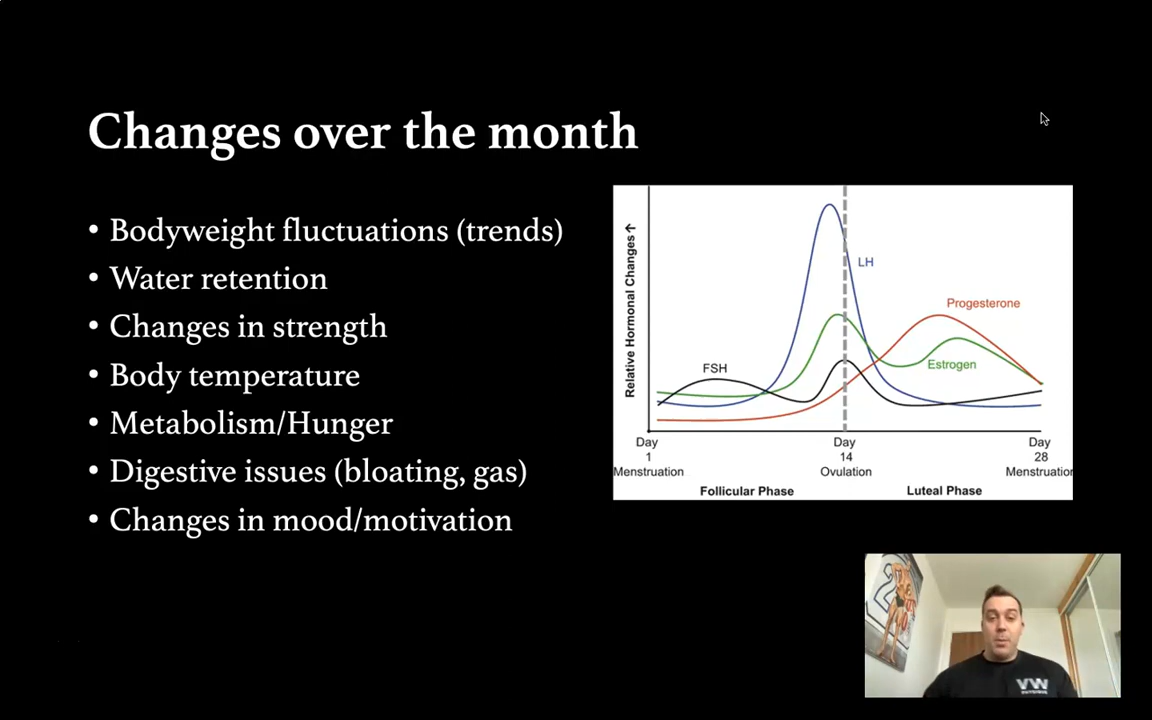 Changes over the month
• Bodyweight fluctuations (trends)
• Water retention
• Changes in strength
• Body temperature
• Metabolism/Hunger
• Digestive issues (bloating, gas)
• Changes in mood/motivation
Relative Hormonal Changes →
LH
Progesterone
FSH
Estrogen
Day
1
Menstruation
Day
14
Ovulation
Day
28
Menstruation
Follicular Phase
Luteal Phase
2
VW